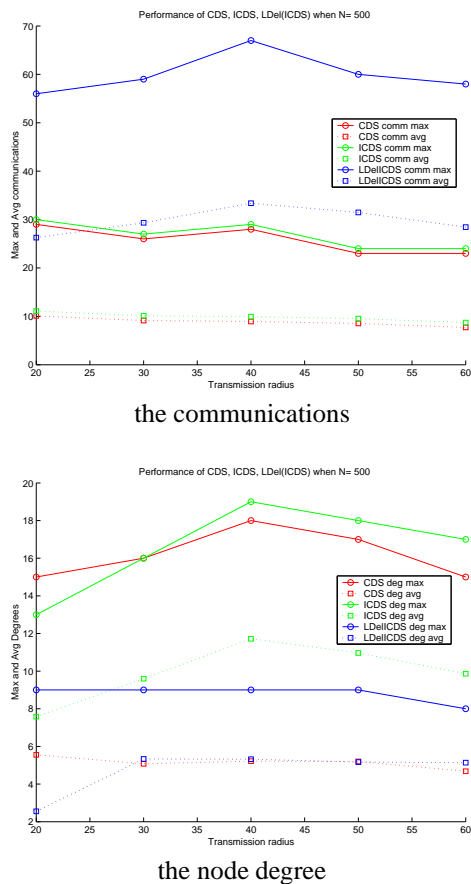 Performance of CDS, ICDS, LDel(ICDS) when N= 500
70
60
50
40
30
20
10
0
Max and Avg communications
CDS comm max
CDS comm avg
ICDS comm max
ICDS comm avg
LDelICDS comm max
LDelICDS comm avg
20 25 30 35 40 45 50 55 60
Transmission radius
the communications
Performance of CDS, ICDS, LDel(ICDS) when N= 500
20
18
16
14
12
10
8
6
4
2
Max and Avg Degrees
CDS deg max
CDS deg avg
ICDS deg max
ICDS deg avg
LDelICDS deg max
LDelICDS deg avg
20 25 30 35 40 45 50 55 60
Transmission radius
the node degree